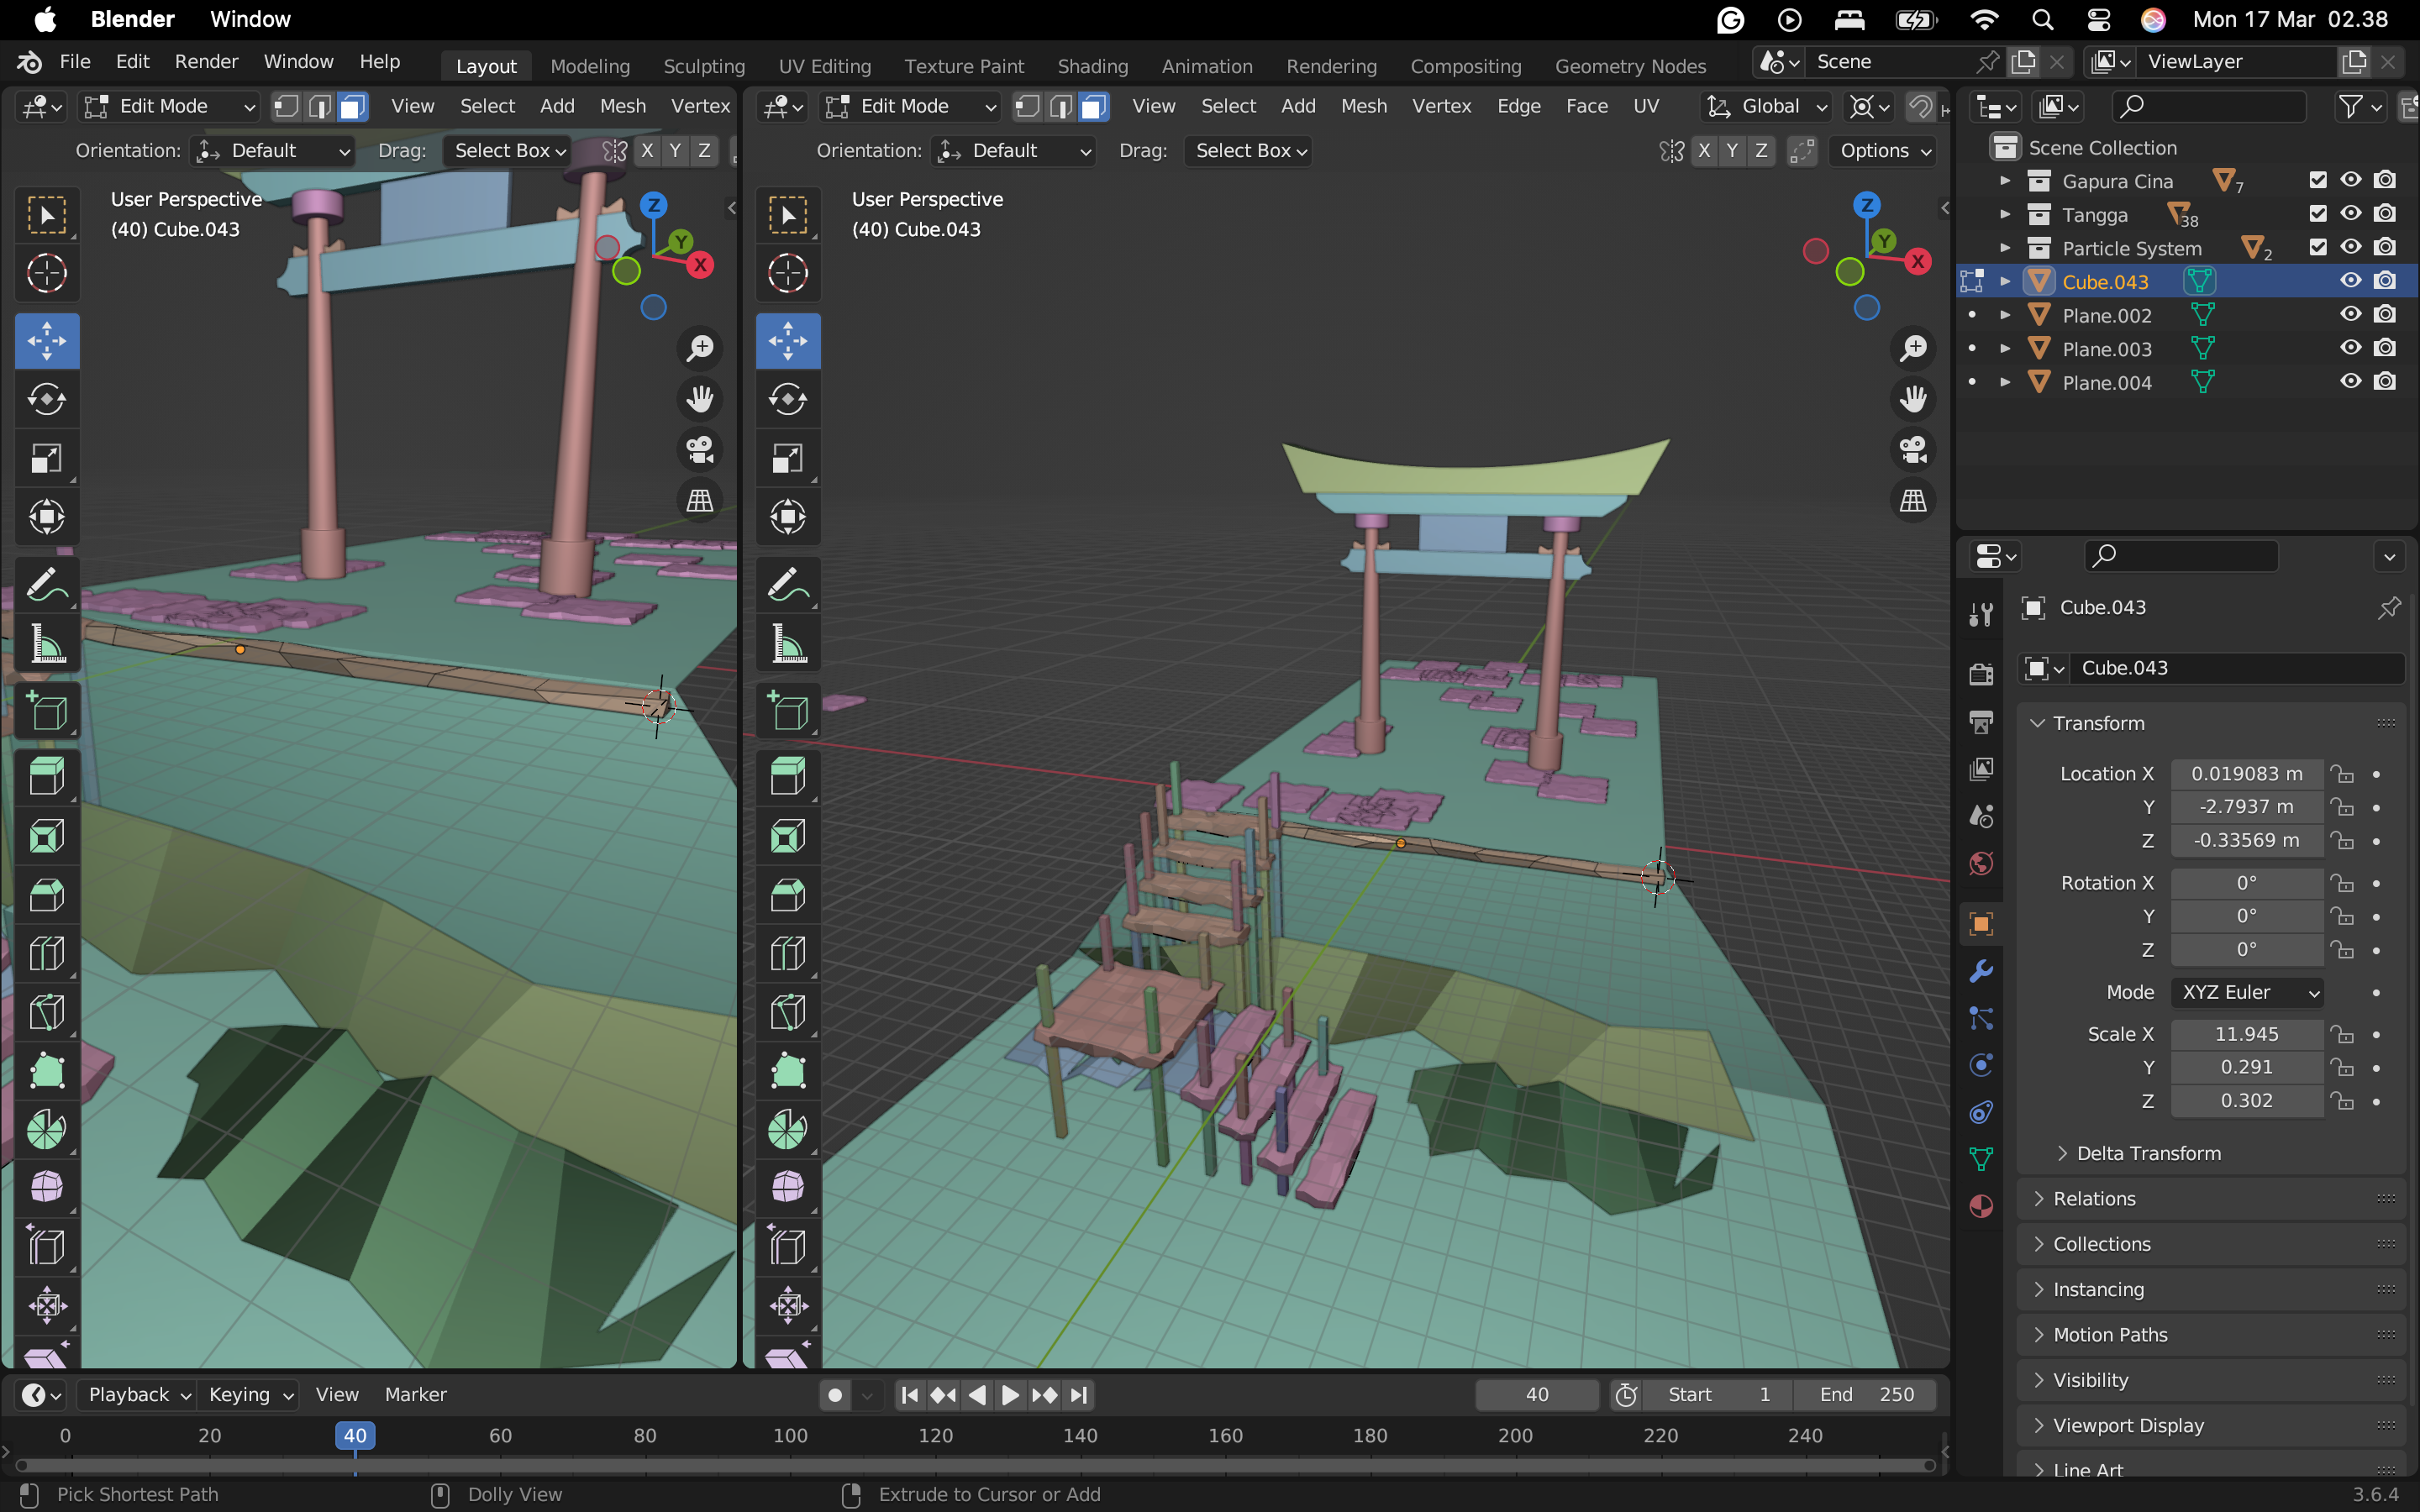 Blender Window Mon 17 Mar 02.38
File Edit Render Window Help Layout Modeling Sculpting UV Editing Texture Paint Shading Animation Rendering Compositing Geometry Nodes Scene ViewLayer
Edit Mode View Select Add Mesh Vertex
Orientation: Default Drag: Select Box X Y Z
User Perspective
(40) Cube.043
Z
Y
X
Edit Mode View Select Add Mesh Vertex Edge Face UV Global
Orientation: Default Drag: Select Box X Y Z Options
User Perspective
(40) Cube.043
Z
Y
X
Scene Collection
Gapura Cina 7
Tangga 38
Particle System 2
Cube.043
Plane.002
Plane.003
Plane.004
Cube.043
Cube.043
Transform
Location X 0.019083 m
Y -2.7937 m
Z -0.33569 m
Rotation X 0°
Y 0°
Z 0°
Mode XYZ Euler
Scale X 11.945
Y 0.291
Z 0.302
Delta Transform
Relations
Collections
Instancing
Motion Paths
Visibility
Viewport Display
Line Art
Playback Keying View Marker 40 Start 1 End 250
0 20 40 60 80 100 120 140 160 180 200 220 240
Pick Shortest Path Dolly View Extrude to Cursor or Add 3.6.4